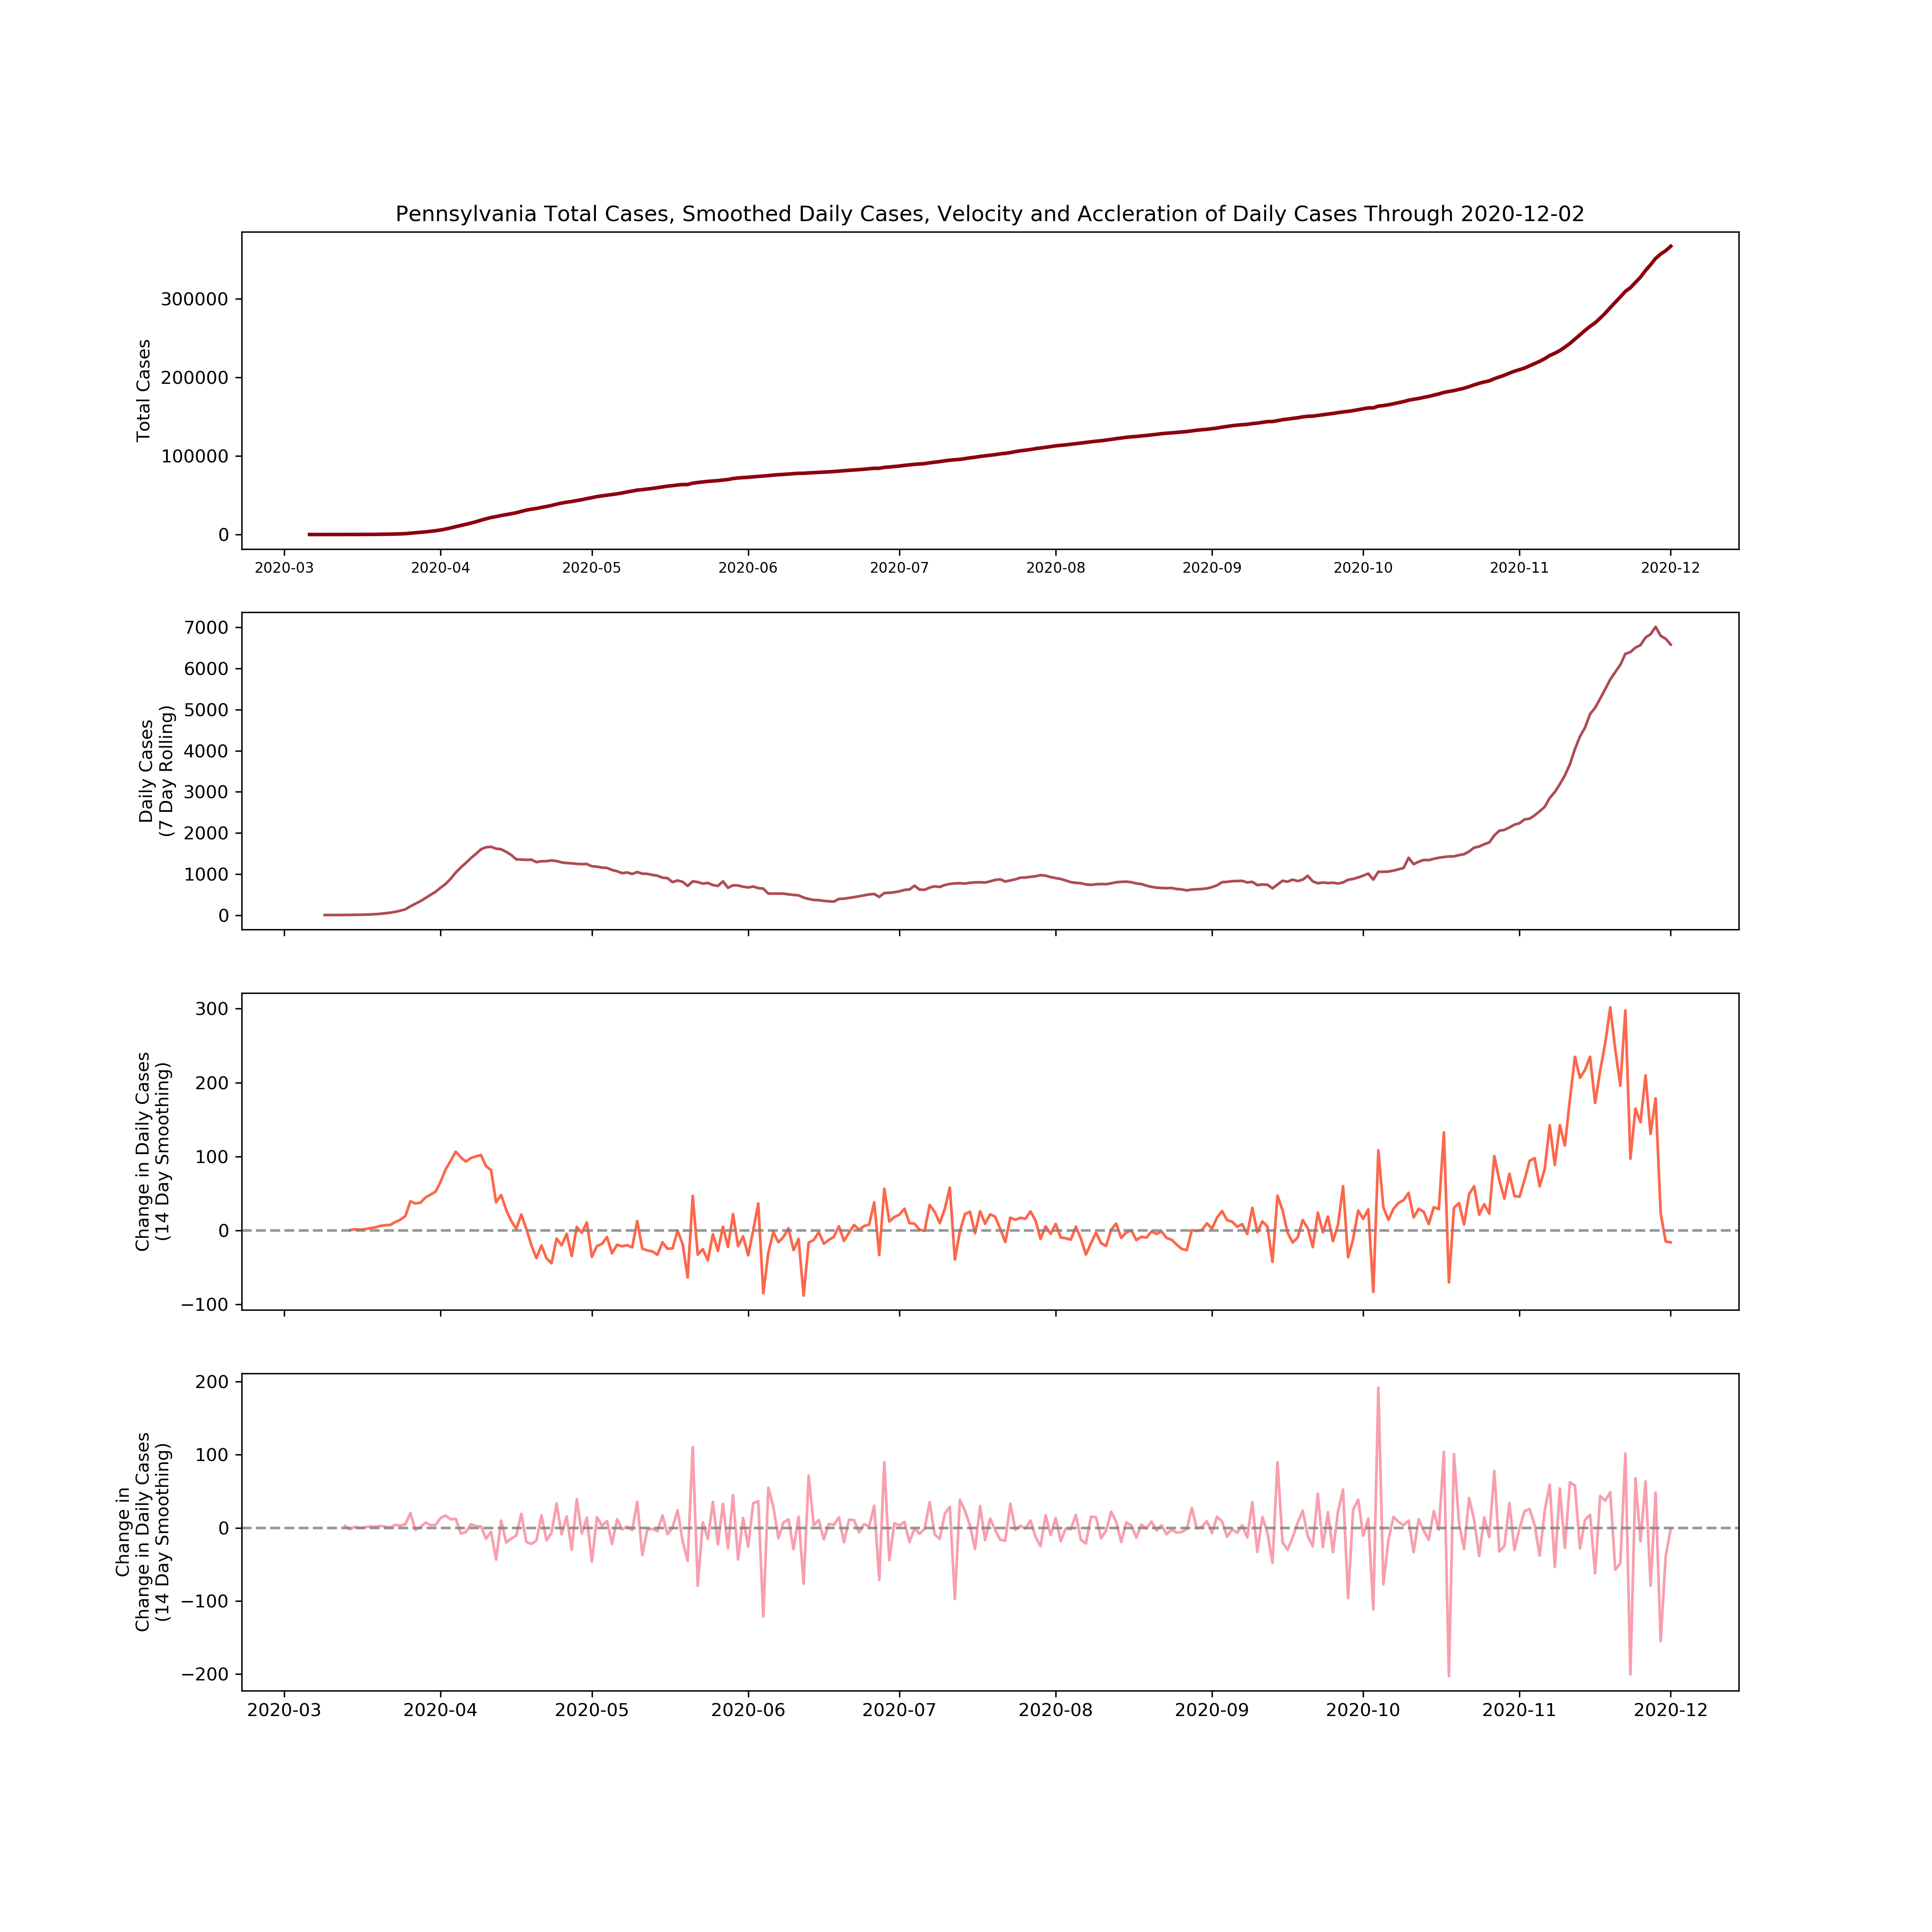 Pennsylvania Total Cases, Smoothed Daily Cases, Velocity and Accleration of Daily Cases Through 2020-12-02
Total Cases
300000
200000
100000
0
2020-03 2020-04 2020-05 2020-06 2020-07 2020-08 2020-09 2020-10 2020-11 2020-12
Daily Cases
(7 Day Rolling)
7000
6000
5000
4000
3000
2000
1000
0
Change in Daily Cases
(14 Day Smoothing)
300
200
100
0
−100
Change in
Change in Daily Cases
(14 Day Smoothing)
200
100
0
−100
−200
2020-03 2020-04 2020-05 2020-06 2020-07 2020-08 2020-09 2020-10 2020-11 2020-12